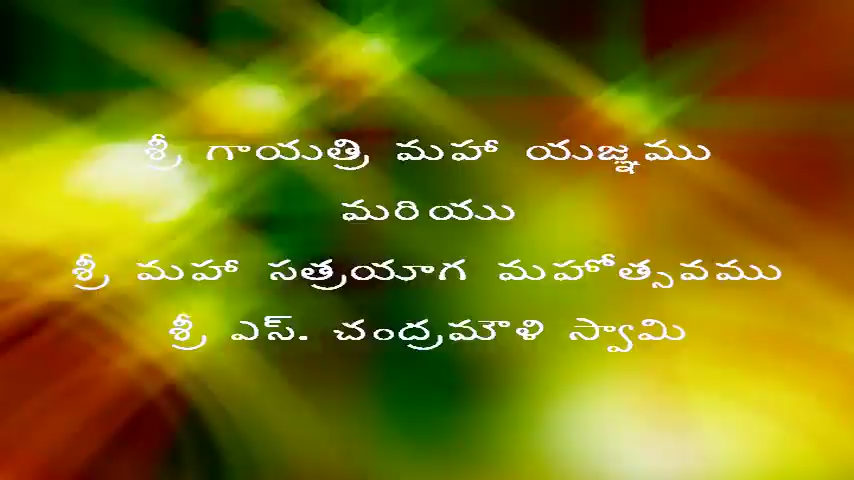 శ్రీ గాయత్రి మహా యజ్ఞము
మరియు
శ్రీ మహా సత్రయాగ మహోత్సవము
శ్రీ ఎస్. చంద్రమౌళి స్వామి